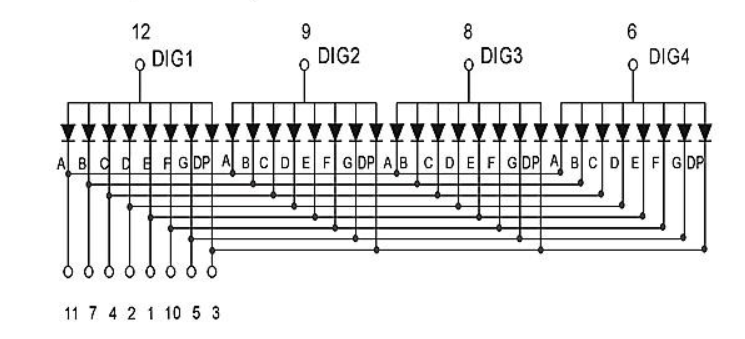 12 9 8 6
DIG1 DIG2 DIG3 DIG4
A B C D E F G DP A B C D E F G DP A B C D E F G DP A B C D E F G DP
11 7 4 2 1 10 5 3